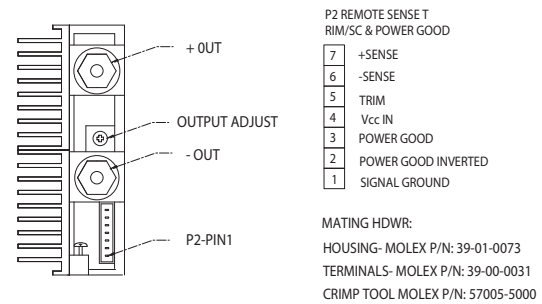 + 0UT
OUTPUT ADJUST
- OUT
P2-PIN1
P2 REMOTE SENSE T
RIM/SC & POWER GOOD
7 +SENSE
6 -SENSE
5 TRIM
4 Vcc IN
3 POWER GOOD
2 POWER GOOD INVERTED
1 SIGNAL GROUND
MATING HDWR:
HOUSING- MOLEX P/N: 39-01-0073
TERMINALS- MOLEX P/N: 39-00-0031
CRIMP TOOL MOLEX P/N: 57005-5000